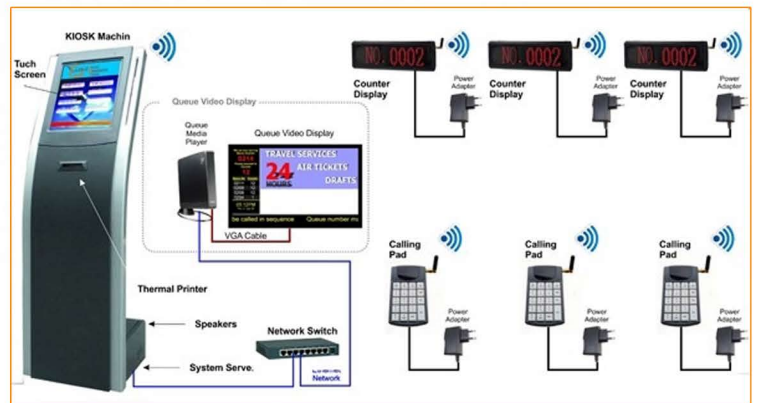 KIOSK Machin
Tuch
Screen
Queue Video Display
Queue
Media
Player
Queue Video Display
TRAVEL SERVICES
24
HOURS
AIR TICKETS
DRAFTS
be called in sequence
Queue number
VGA Cable
Thermal Printer
Speakers
System Serve.
Network Switch
Network
NO.0002
Counter
Display
Power
Adapter
NO.0002
Counter
Display
Power
Adapter
NO.0002
Counter
Display
Power
Adapter
Calling
Pad
Power
Adapter
Calling
Pad
Power
Adapter
Calling
Pad
Power
Adapter